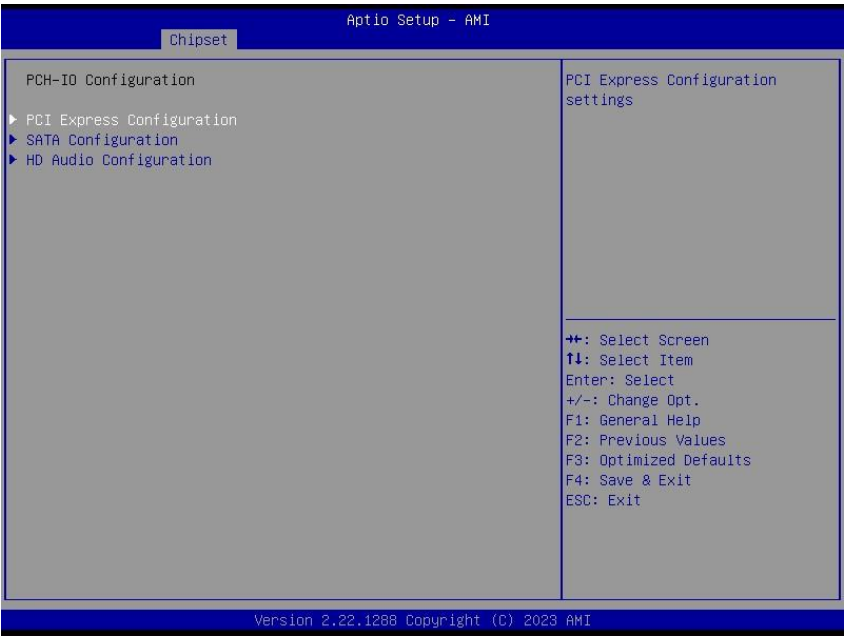 Aptio Setup – AMI
Chipset
PCH-IO Configuration
PCI Express Configuration
SATA Configuration
HD Audio Configuration
PCI Express Configuration
settings
→←: Select Screen
↑↓: Select Item
Enter: Select
+/-: Change Opt.
F1: General Help
F2: Previous Values
F3: Optimized Defaults
F4: Save & Exit
ESC: Exit
Version 2.22.1288 Copyright (C) 2023 AMI